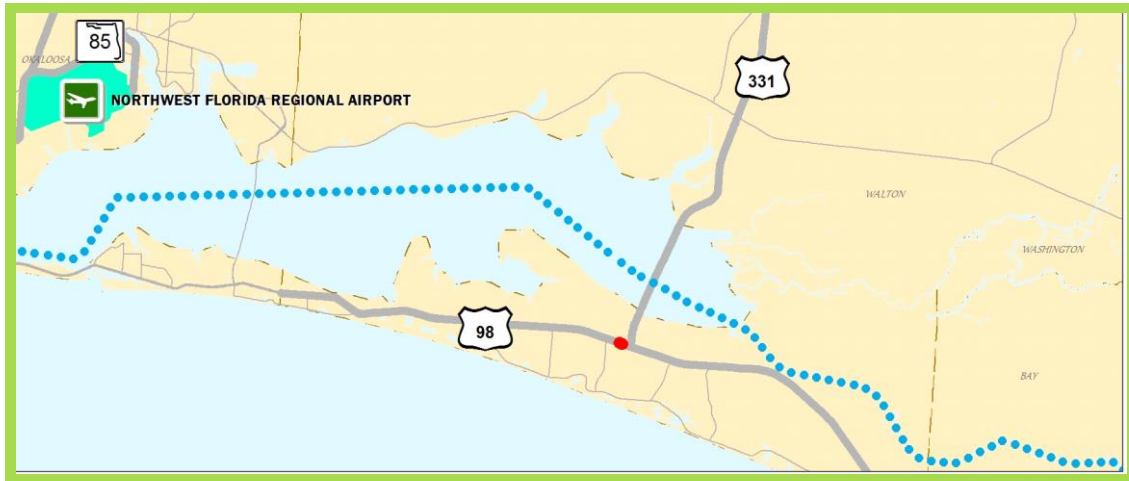 85
OKALOOSA
NORTHWEST FLORIDA REGIONAL AIRPORT
331
WALTON
WASHINGTON
98
BAY